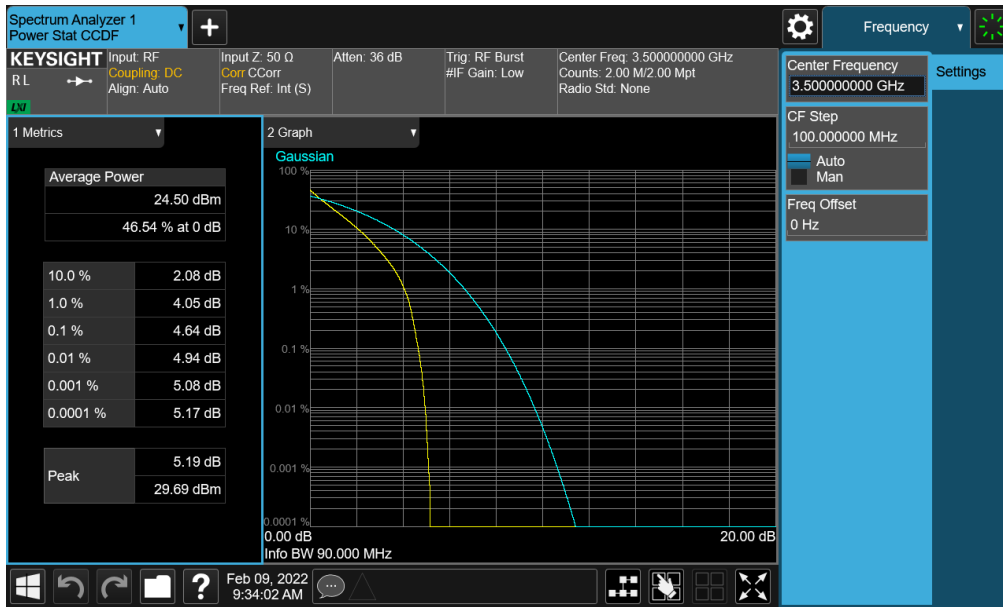 Spectrum Analyzer 1
Power Stat CCDF
Frequency
KEYSIGHT
R L
LXI
Input: RF
Coupling: DC
Align: Auto
Input Z: 50 Ω
Corr CCorr
Freq Ref: Int (S)
Atten: 36 dB
Trig: RF Burst
#IF Gain: Low
Center Freq: 3.500000000 GHz
Counts: 2.00 M/2.00 Mpt
Radio Std: None
Center Frequency
3.500000000 GHz
Settings
CF Step
100.000000 MHz
Auto
Man
Freq Offset
0 Hz
1 Metrics
Average Power
24.50 dBm
46.54 % at 0 dB
10.0 % 2.08 dB
1.0 % 4.05 dB
0.1 % 4.64 dB
0.01 % 4.94 dB
0.001 % 5.08 dB
0.0001 % 5.17 dB
Peak
5.19 dB
29.69 dBm
2 Graph
Gaussian
100 %
10 %
1 %
0.1 %
0.01 %
0.001 %
0.0001 %
0.00 dB 20.00 dB
Info BW 90.000 MHz
?
Feb 09, 2022
9:34:02 AM